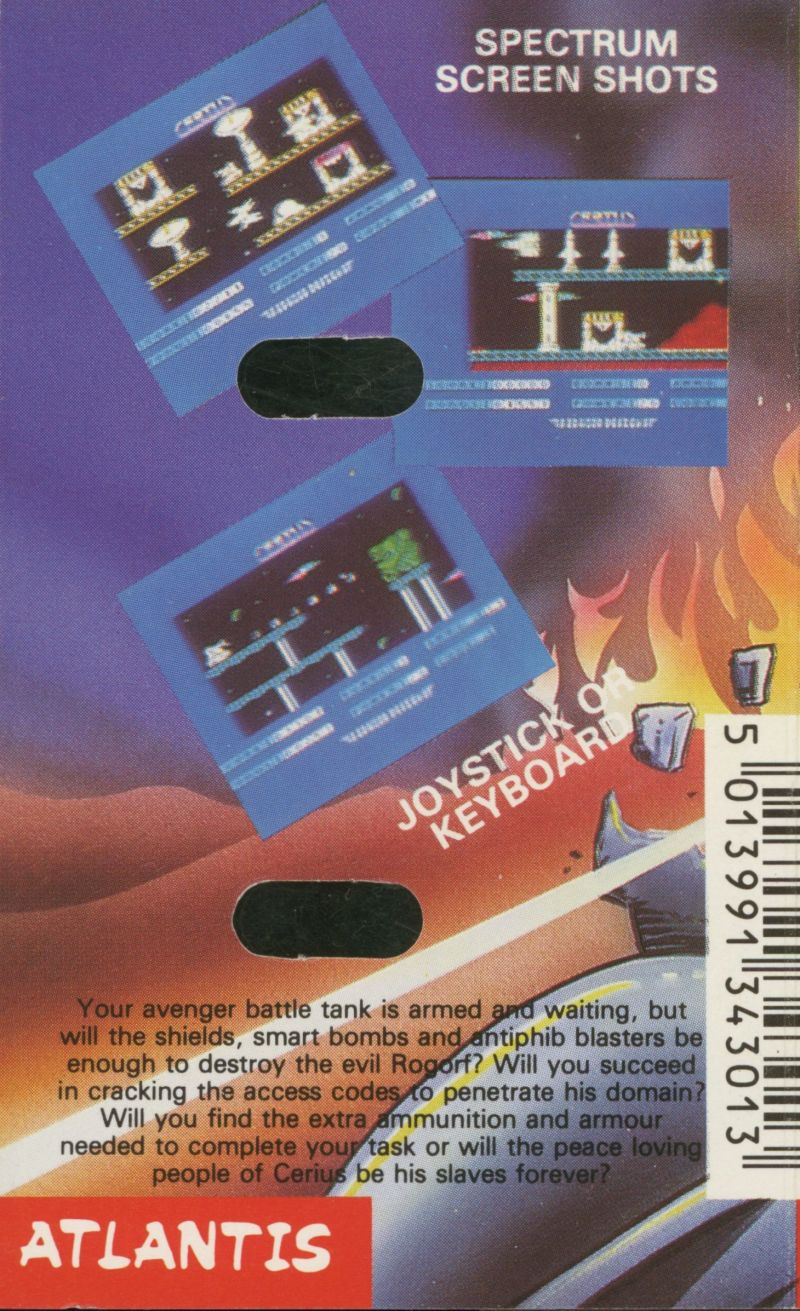 SPECTRUM
SCREEN SHOTS
JOYSTICK OR
KEYBOARD
5 013991 343013
Your avenger battle tank is armed and waiting, but
will the shields, smart bombs and antiphib blasters be
enough to destroy the evil Rogorf? Will you succeed
in cracking the access codes to penetrate his domain?
Will you find the extra ammunition and armour
needed to complete your task or will the peace loving
people of Cerius be his slaves forever?
ATLANTIS